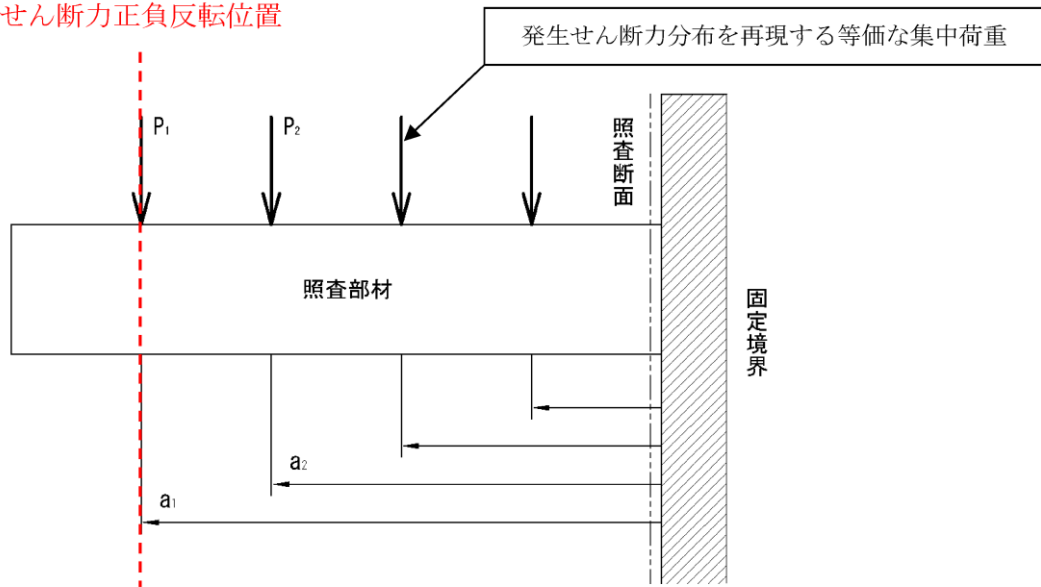 せん断力正負反転位置
発生せん断力分布を再現する等価な集中荷重
P₁
P₂
照査断面
照査部材
固定境界
a₂
a₁